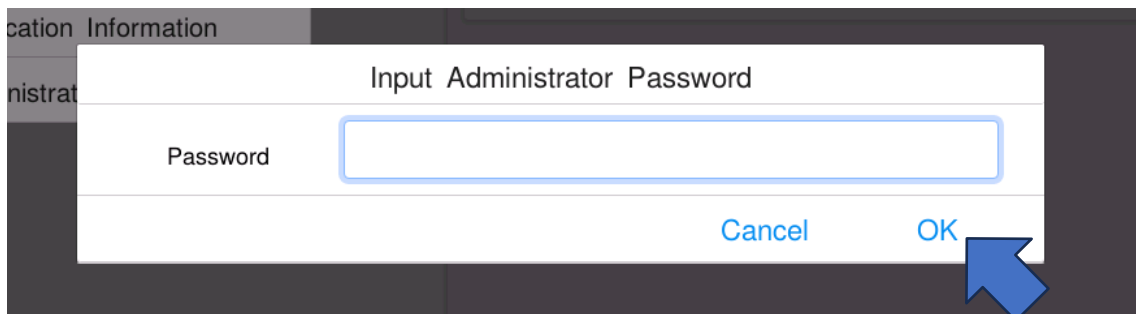 cation Information
Input Administrator Password
nistrat
Password
Cancel OK